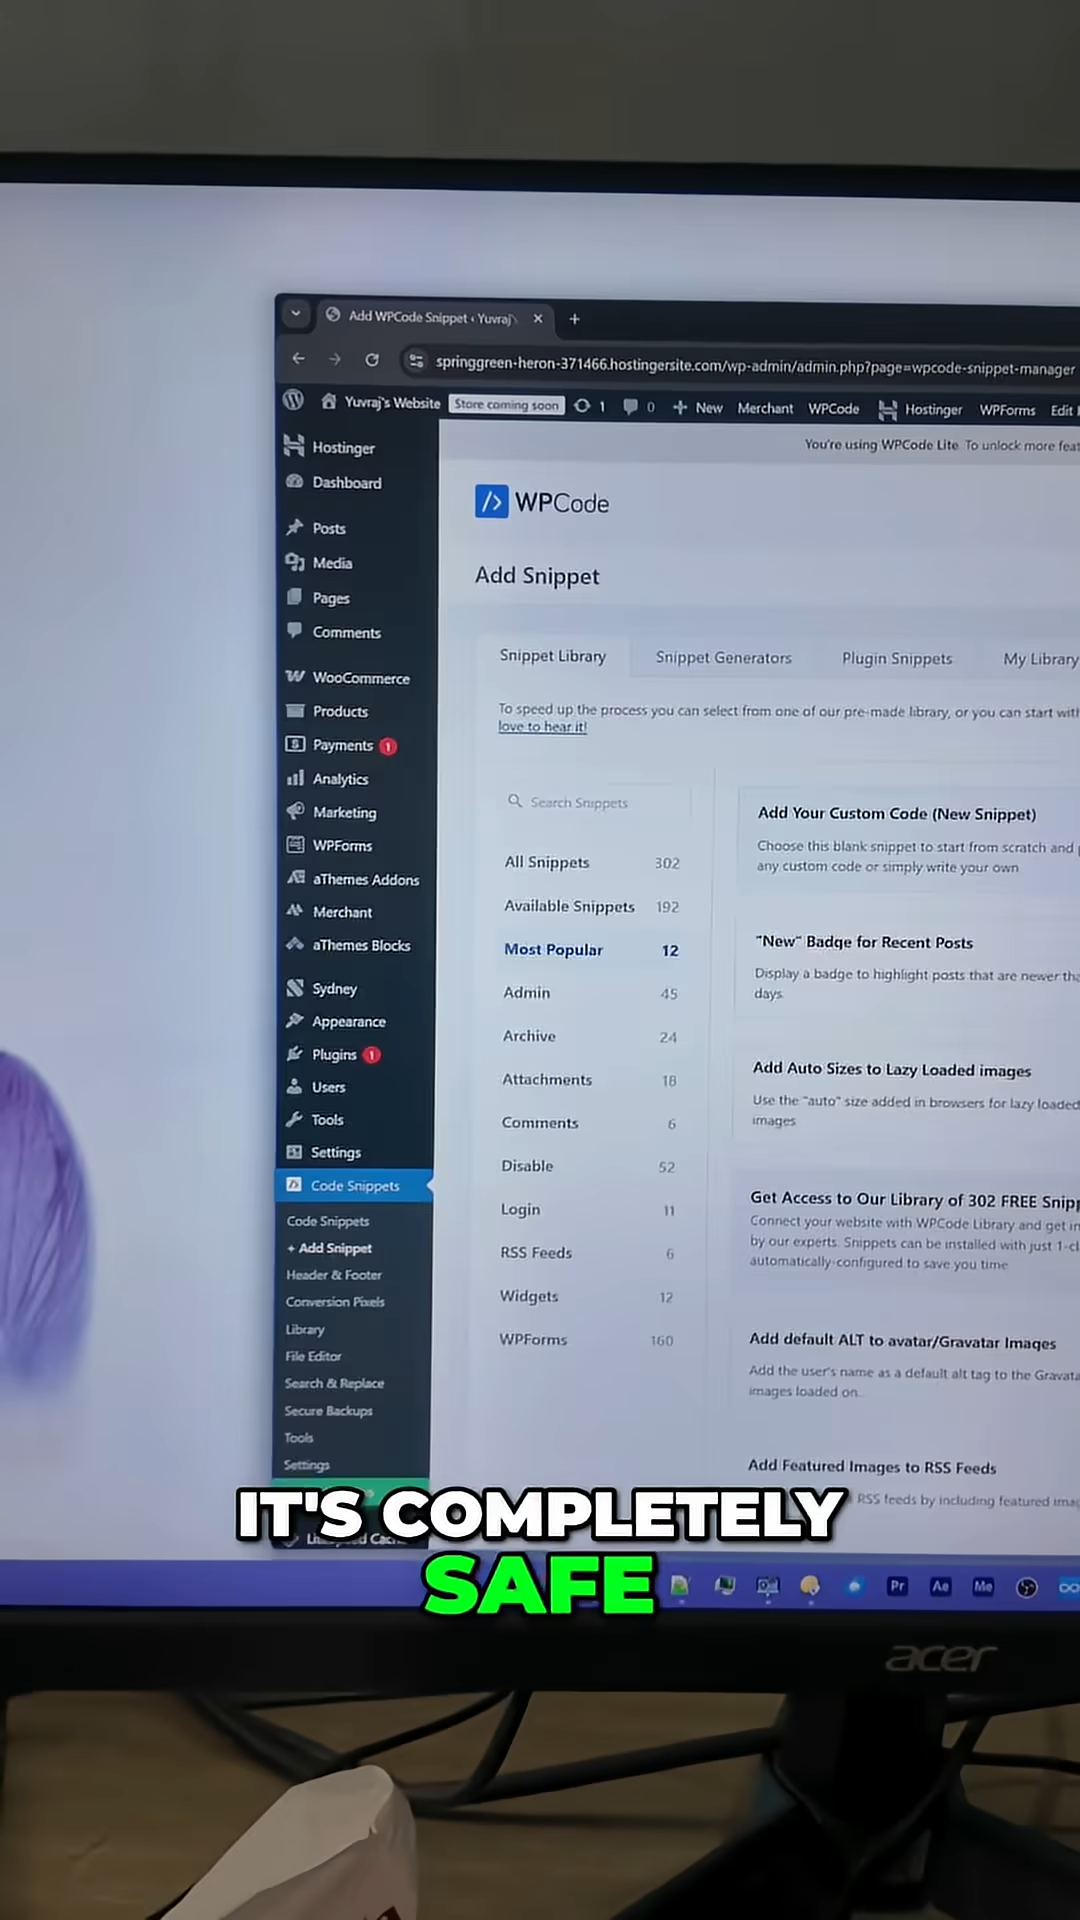 Add WPCode Snippet ‹ Yuvraj'
springgreen-heron-371466.hostingersite.com/wp-admin/admin.php?page=wpcode-snippet-manager
Yuvraj's Website Store coming soon 1 0 New Merchant WPCode Hostinger WPForms Edit
You're using WPCode Lite. To unlock more
Hostinger
Dashboard
Posts
Media
Pages
Comments
WooCommerce
Products
Payments 1
Analytics
Marketing
WPForms
aThemes Addons
Merchant
aThemes Blocks
Sydney
Appearance
Plugins 1
Users
Tools
Settings
Code Snippets
Code Snippets
+ Add Snippet
Header & Footer
Conversion Pixels
Library
File Editor
Search & Replace
Secure Backups
Tools
Settings
WPCode
Add Snippet
Snippet Library Snippet Generators Plugin Snippets My Library
To speed up the process you can select from one of our pre-made library, or you can start
love to hear it!
Search Snippets
All Snippets 302
Available Snippets 192
Most Popular 12
Admin 45
Archive 24
Attachments 18
Comments 6
Disable 52
Login 11
RSS Feeds 6
Widgets 12
WPForms 160
Add Your Custom Code (New Snippet)
Choose this blank snippet to start from scratch and
any custom code or simply write your own
"New" Badge for Recent Posts
Display a badge to highlight posts that are newer
days.
Add Auto Sizes to Lazy Loaded images
Use the "auto" size added in browsers for lazy loaded
images
Get Access to Our Library of 302 FREE
Connect your website with WPCode Library and get
by our experts. Snippets can be installed with just
automatically-configured to save you time
Add default ALT to avatar/Gravatar Images
Add the user's name as a default alt tag to the
images loaded on.
Add Featured Images to RSS Feeds
RSS feeds by including featured
IT'S COMPLETELY
SAFE
Pr Ae Me
acer